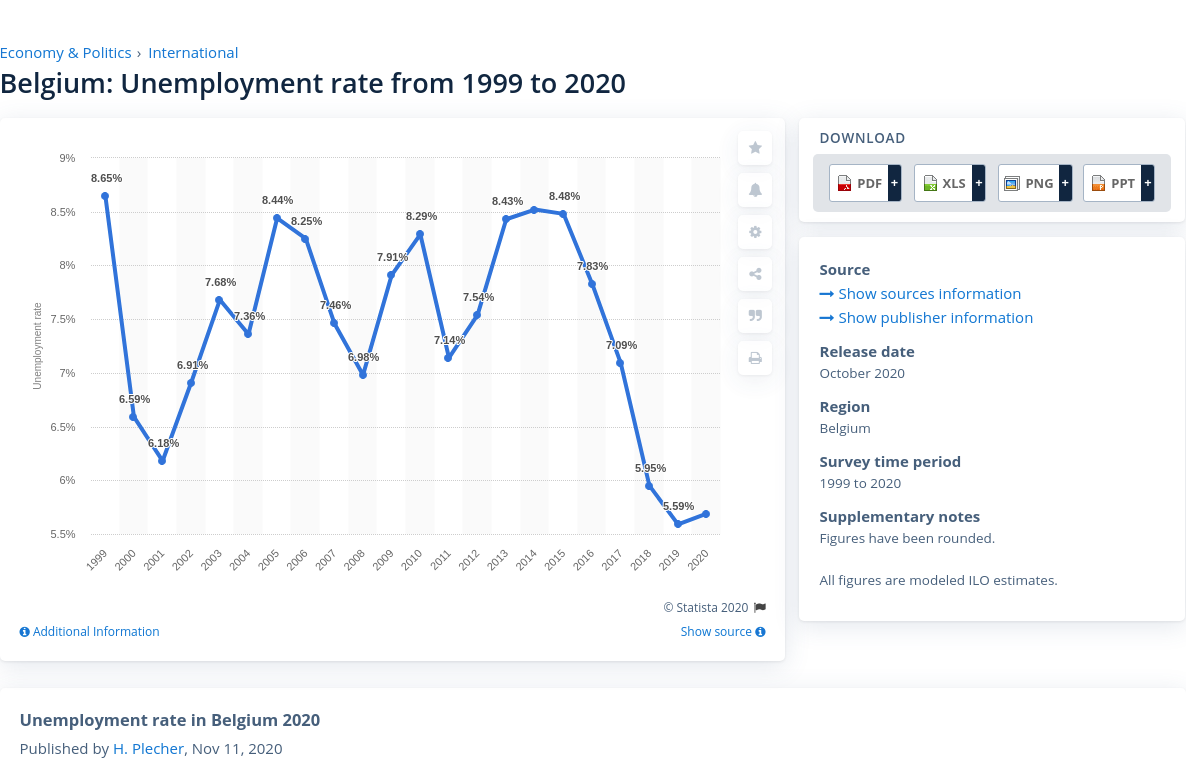 Economy & Politics › International
Belgium: Unemployment rate from 1999 to 2020
9%
8.5%
8%
7.5%
7%
6.5%
6%
5.5%
Unemployment rate
8.65%
6.59%
6.18%
6.91%
7.68%
7.36%
8.44%
8.25%
7.46%
6.98%
7.91%
8.29%
7.14%
7.54%
8.43%
8.48%
7.83%
7.09%
5.95%
5.59%
1999
2000
2001
2002
2003
2004
2005
2006
2007
2008
2009
2010
2011
2012
2013
2014
2015
2016
2017
2018
2019
2020
© Statista 2020
Additional Information
Show source
DOWNLOAD
PDF +
XLS +
PNG +
PPT +
Source
Show sources information
Show publisher information
Release date
October 2020
Region
Belgium
Survey time period
1999 to 2020
Supplementary notes
Figures have been rounded.
All figures are modeled ILO estimates.
Unemployment rate in Belgium 2020
Published by H. Plecher, Nov 11, 2020